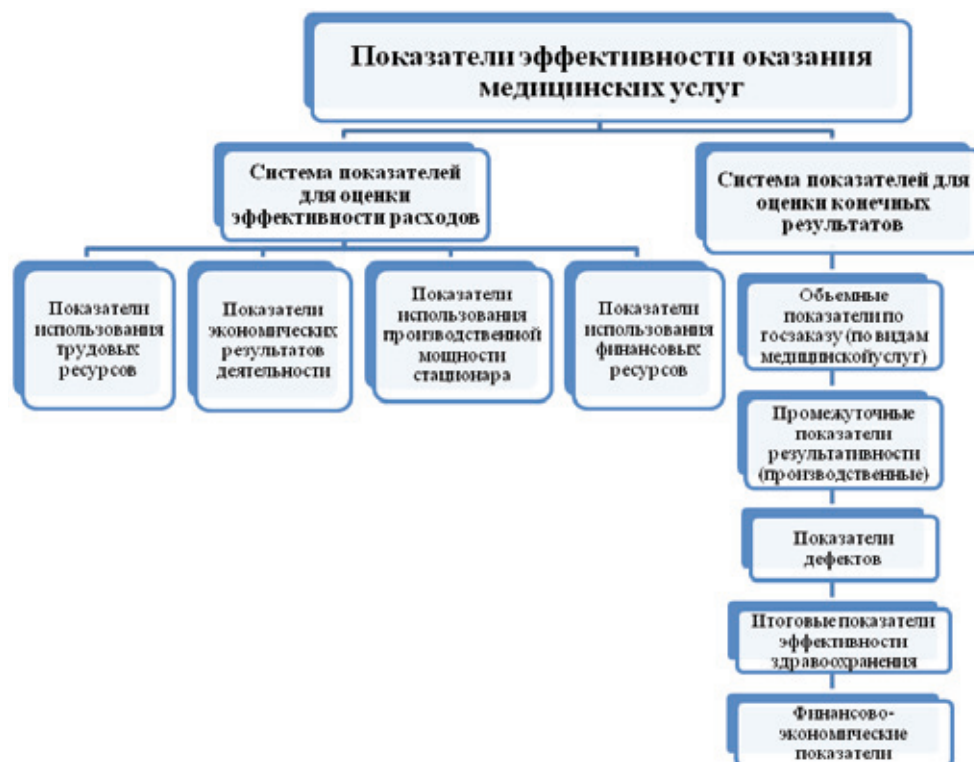 Показатели эффективности оказания
медицинских услуг
Система показателей
для оценки
эффективности расходов
Система показателей для
оценки конечных
результатов
Показатели
использования
трудовых
ресурсов
Показатели
экономических
результатов
деятельности
Показатели
использования
производственной
мощности
стационара
Показатели
использования
финансовых
ресурсов
Объемные
показатели по
госзаказу (по видам
медицинскойуслуг)
Промежуточные
показатели
результативности
(производственные)
Показатели
дефектов
Итоговые показатели
эффективности
здравоохранения
Финансово-
экономические
показатели